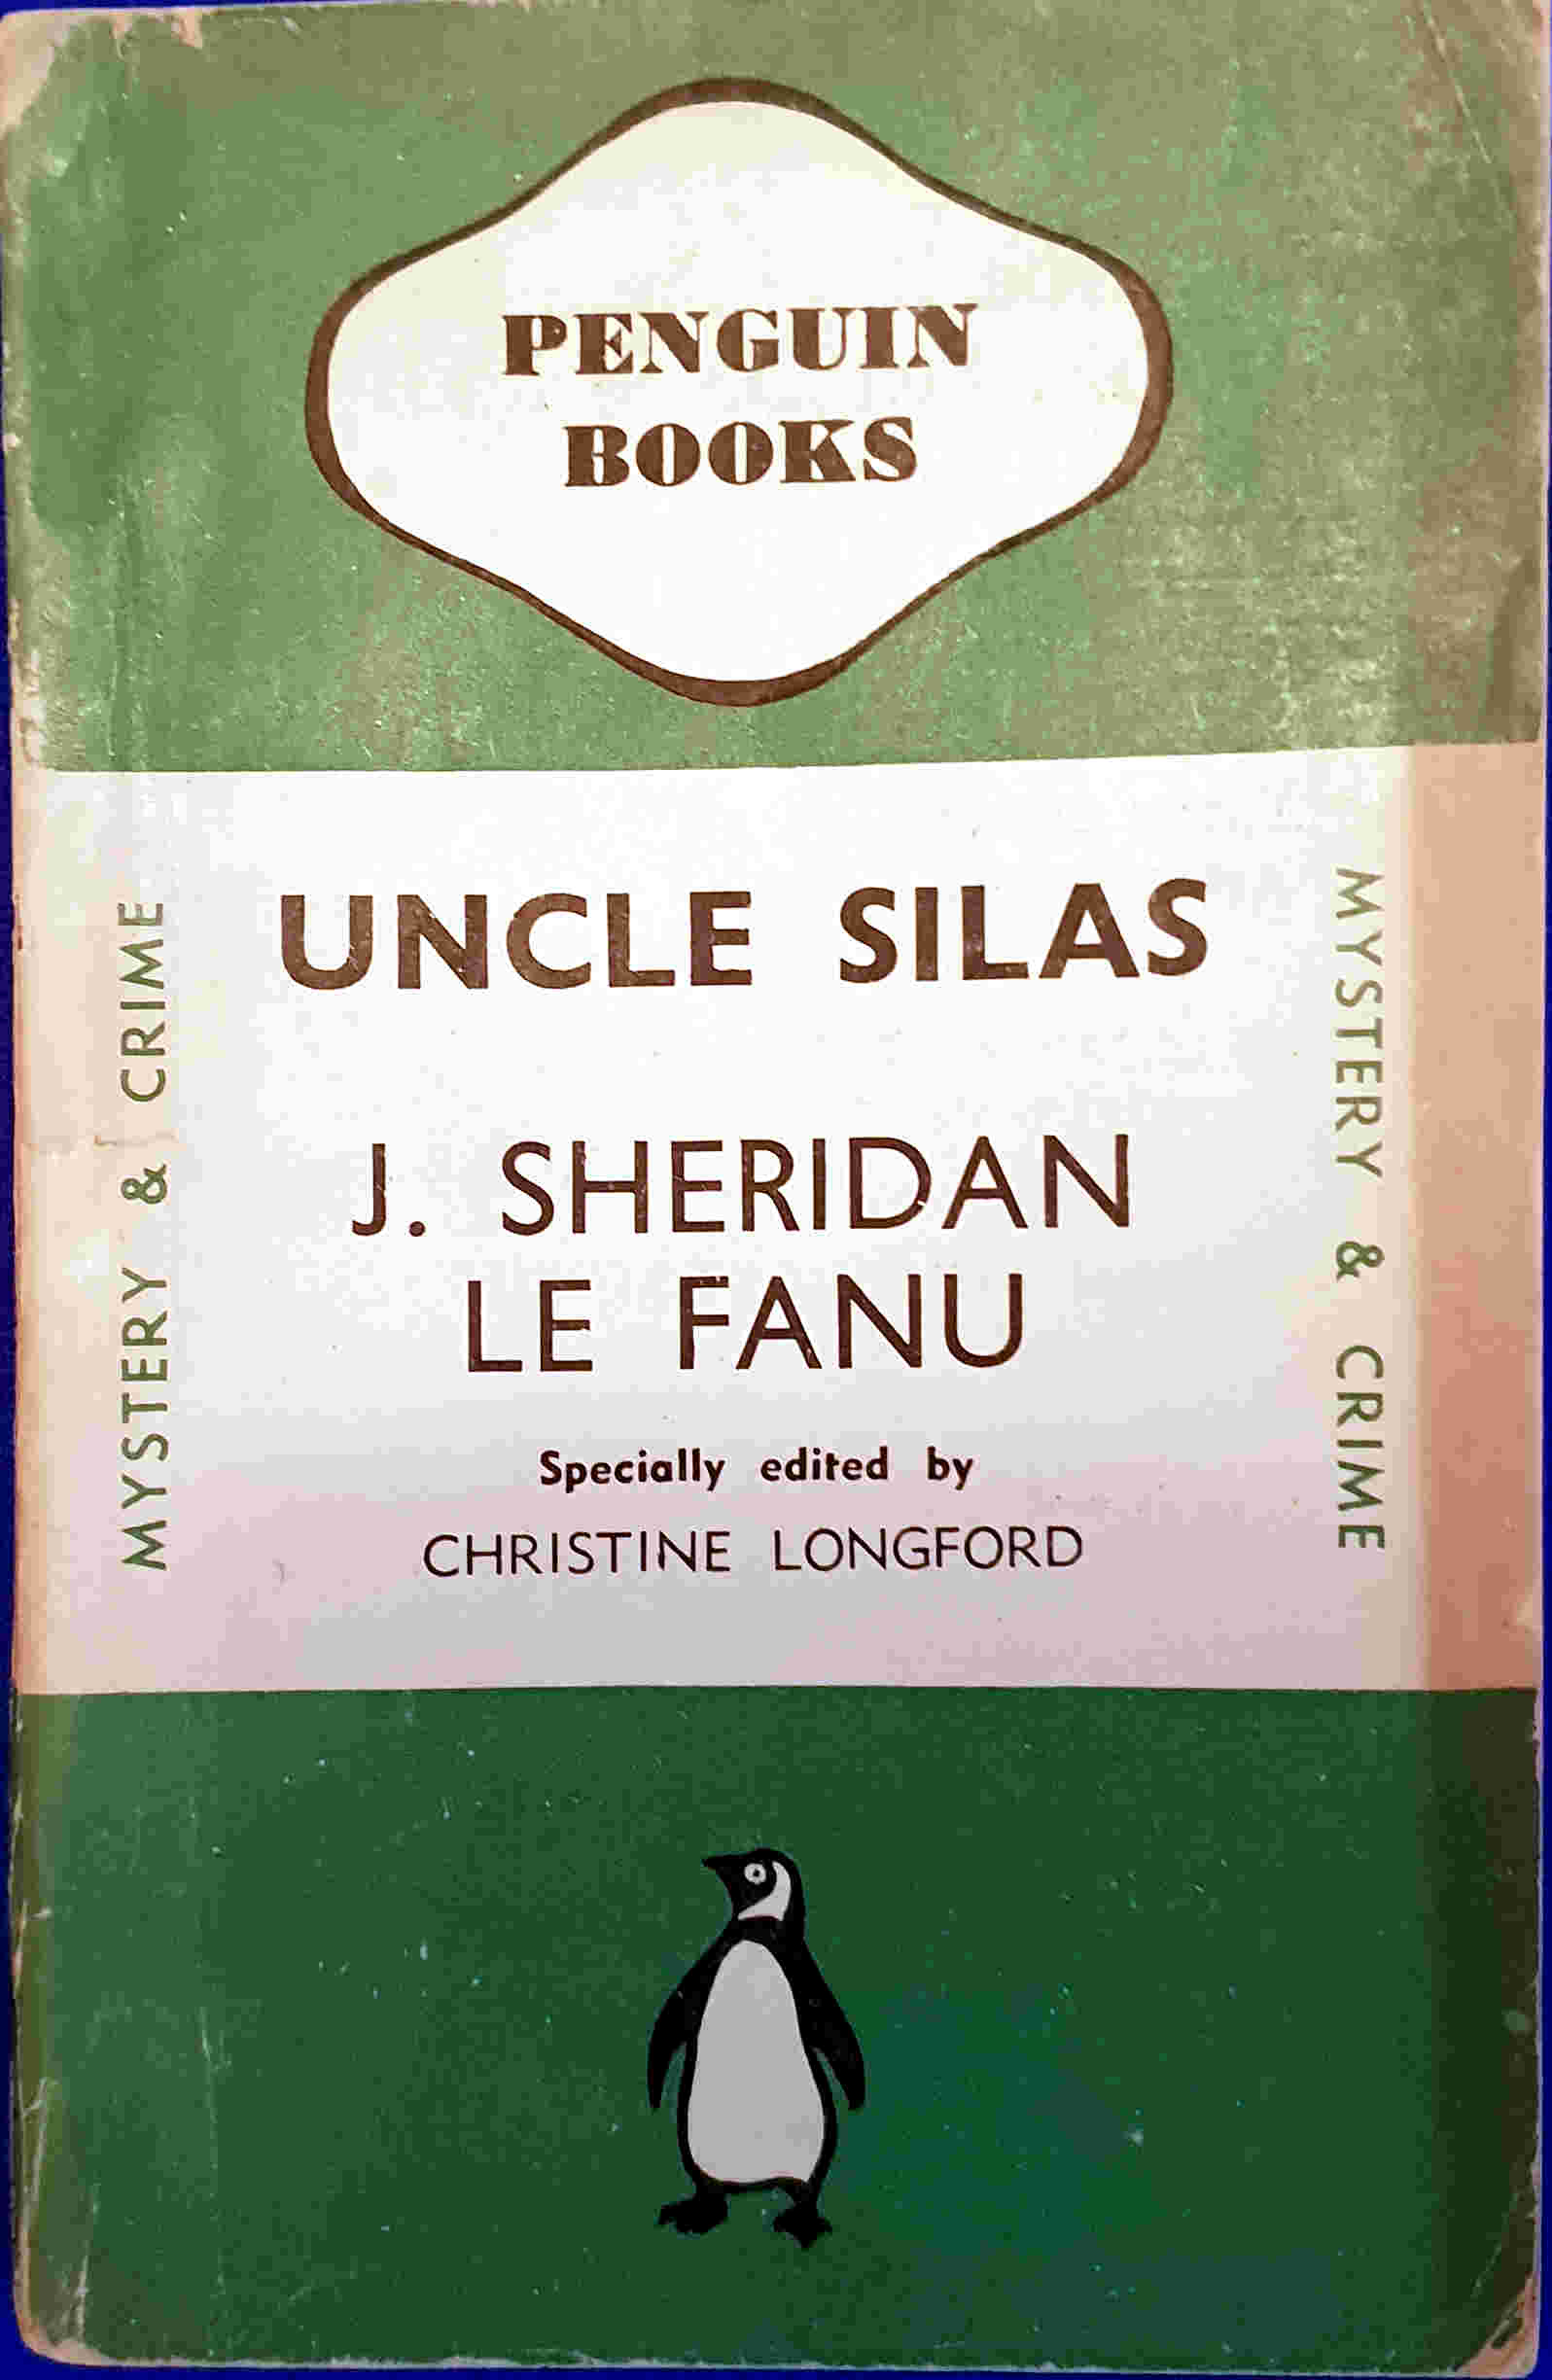 PENGUIN
BOOKS
UNCLE SILAS
J. SHERIDAN
LE FANU
Specially edited by
CHRISTINE LONGFORD
MYSTERY & CRIME
MYSTERY & CRIME